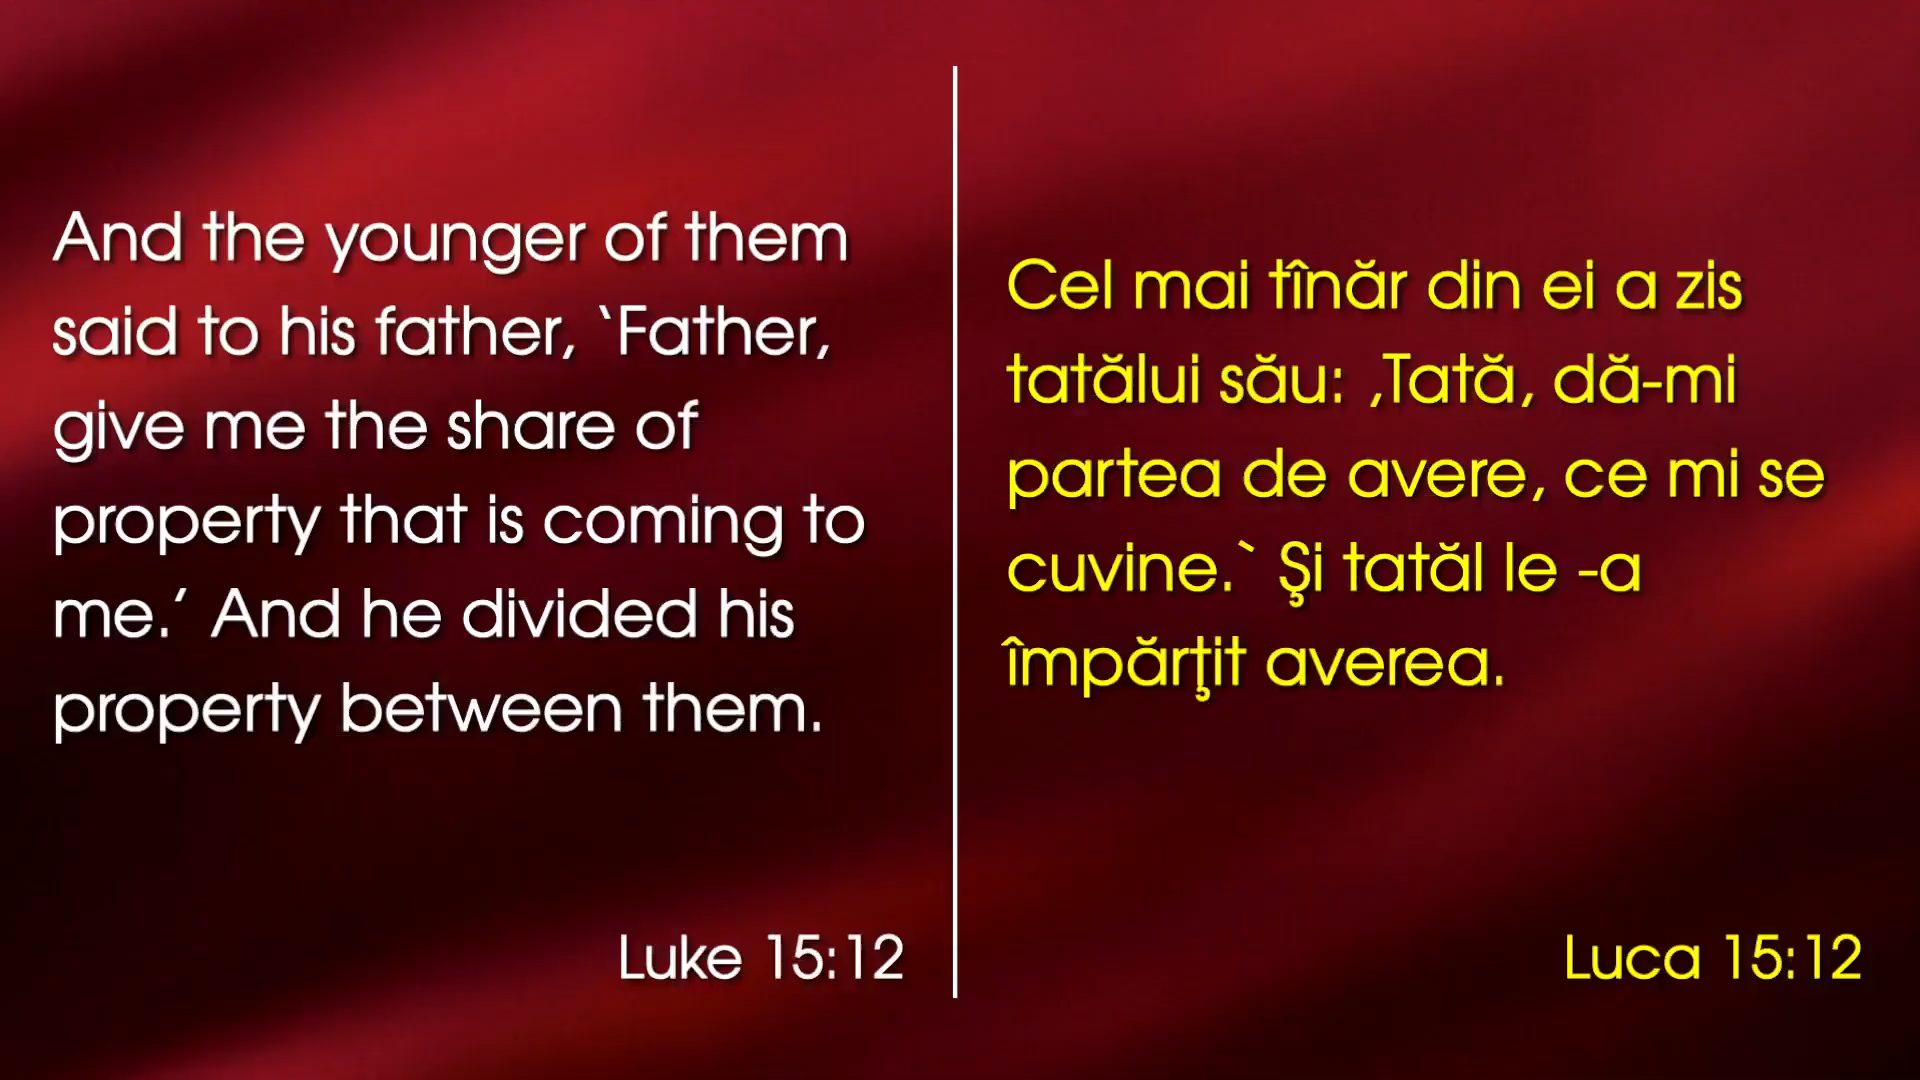 And the younger of them
said to his father, ‵Father,
give me the share of
property that is coming to
me.’ And he divided his
property between them.
Luke 15:12
Cel mai tînăr din ei a zis
tatălui său: ‚Tată, dă-mi
partea de avere, ce mi se
cuvine.` Şi tatăl le -a
împărţit averea.
Luca 15:12